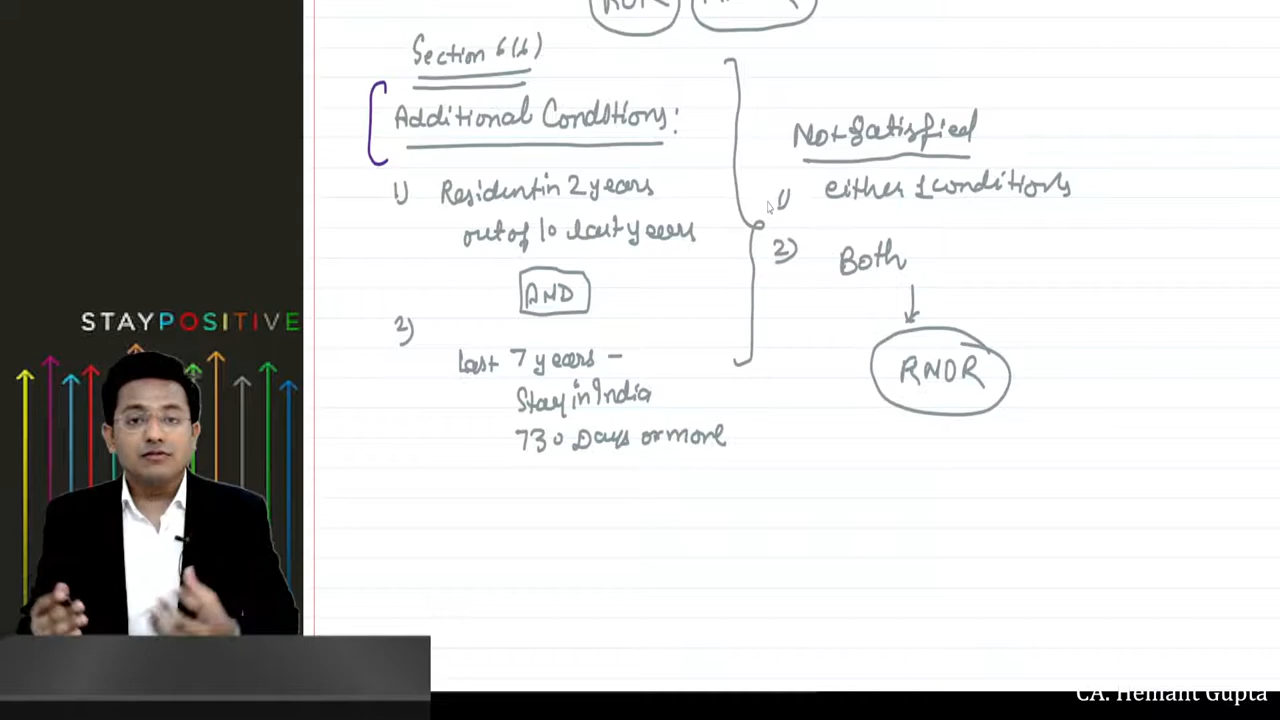 Section 6(6)
Additional Conditions:
1) Resident in 2 years
out of 10 last years
AND
2)
last 7 years -
Stay in India
730 Days or more
Not Satisfied
1) either 1 conditions
2) Both
RNOR
STAYPOSITIVE
CA. Hemant Gupta